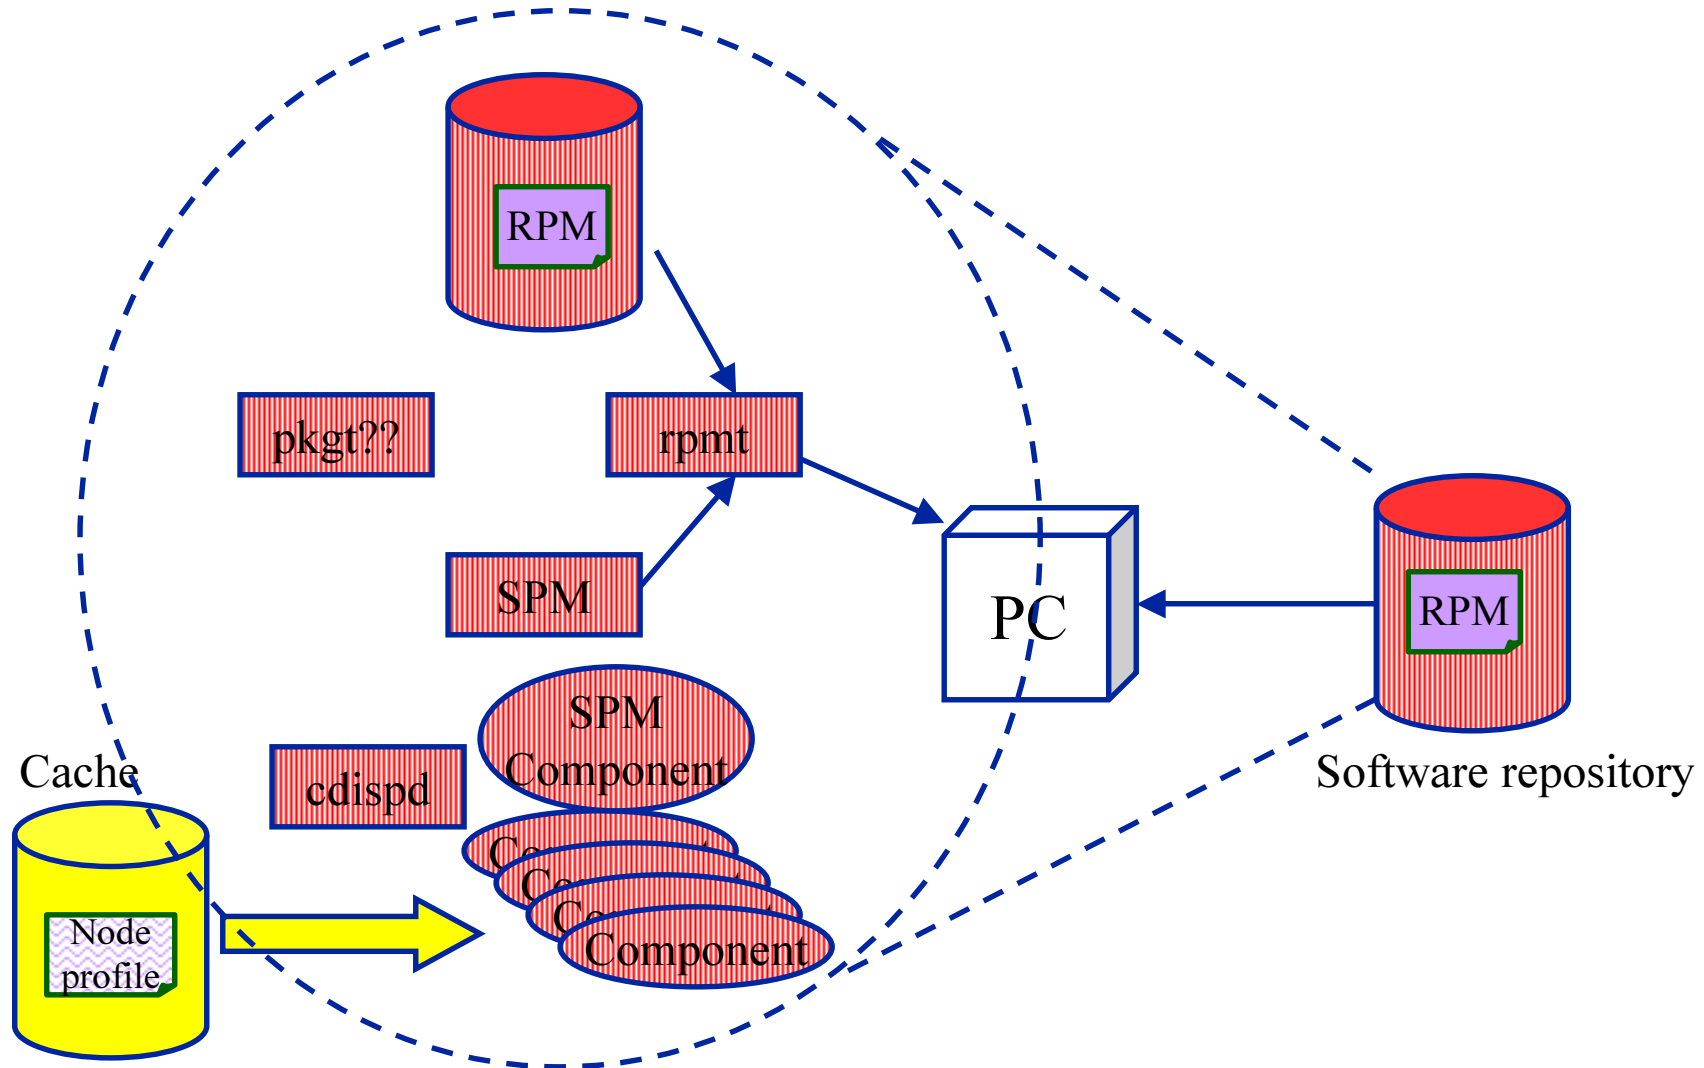 RPM
pkgt??
rpmt
SPM
PC
RPM
SPM
Component
Cache
cdispd
Software repository
Component
Node
profile